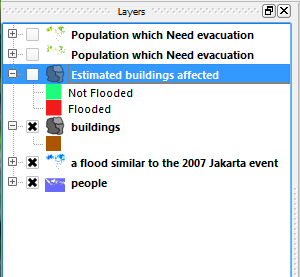 Layers
Population which Need evacuation
Population which Need evacuation
Estimated buildings affected
Not Flooded
Flooded
buildings
a flood similar to the 2007 Jakarta event
people